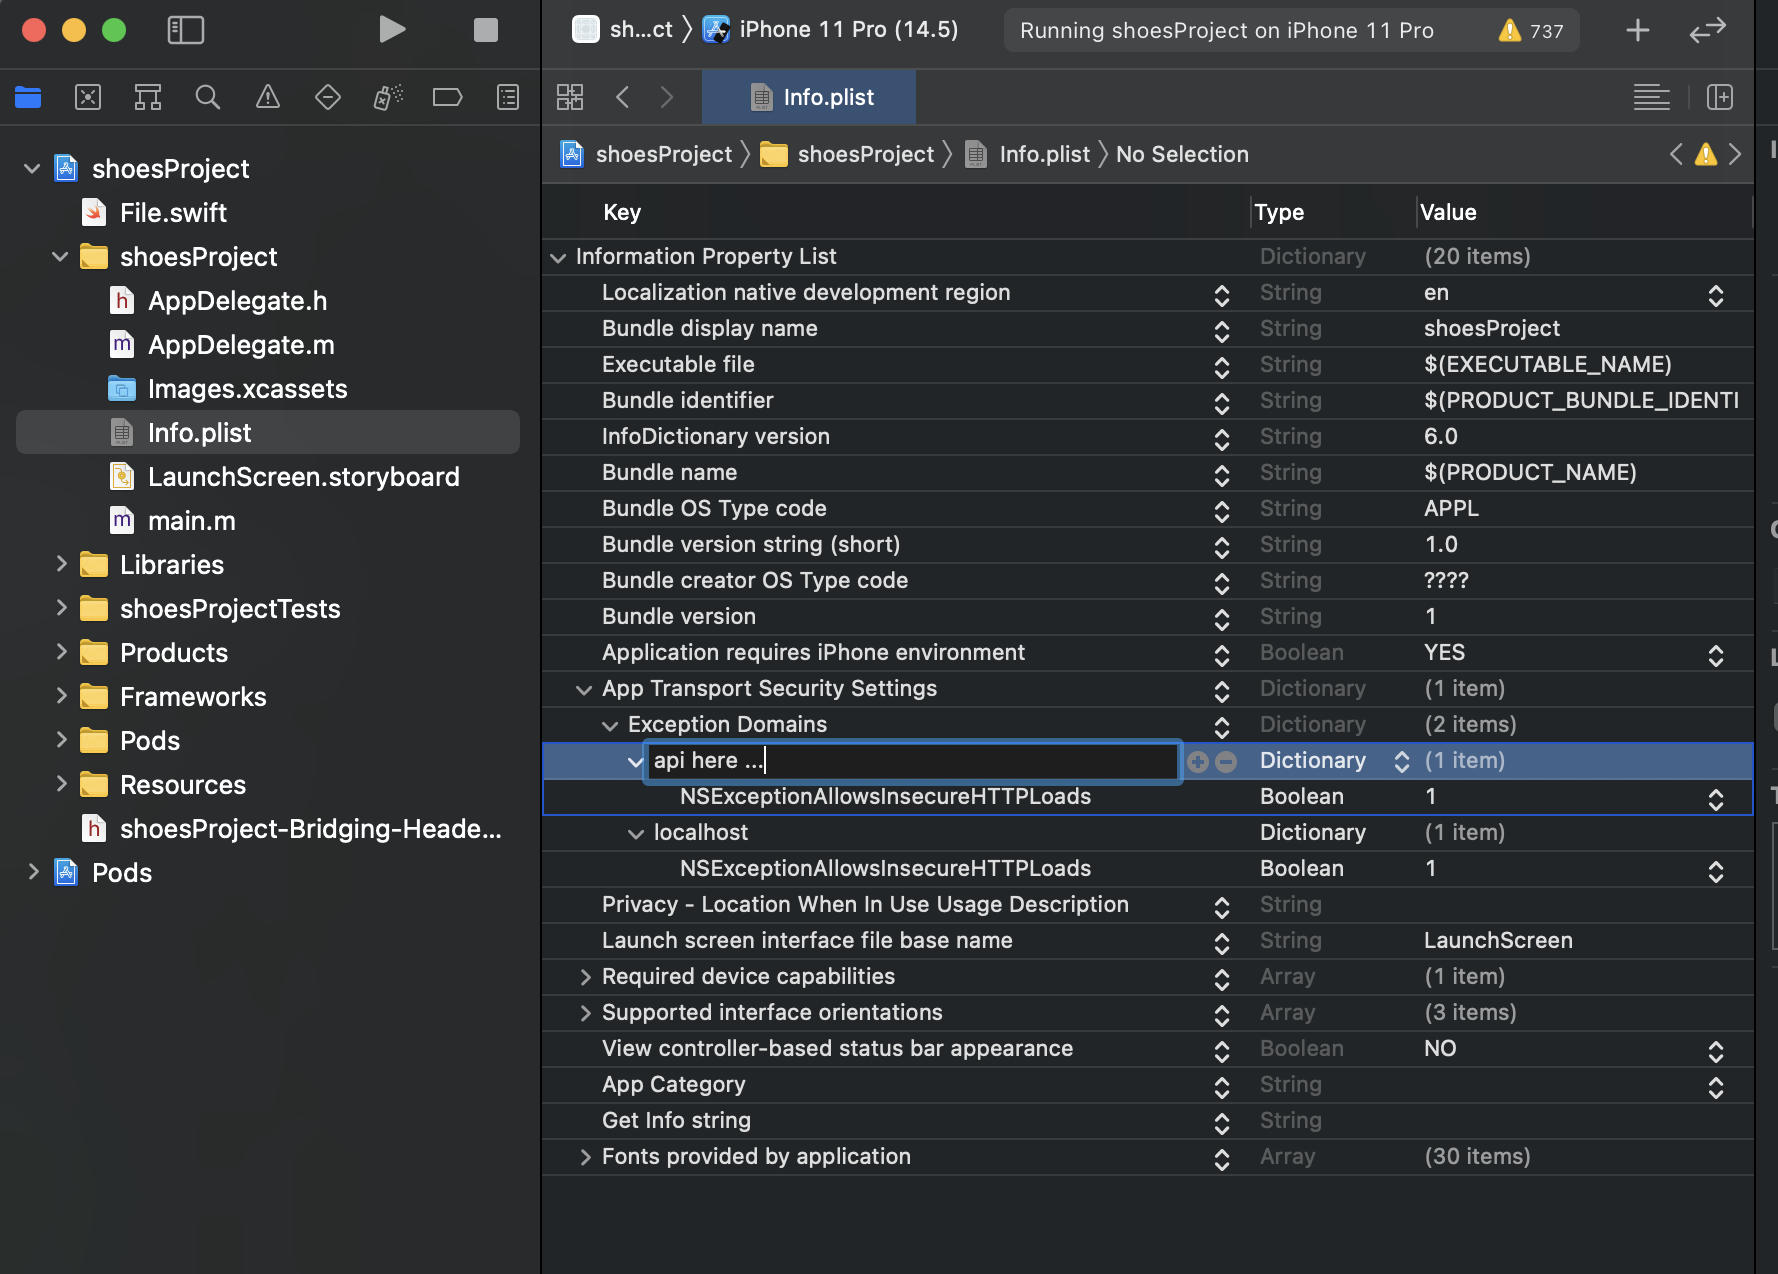 sh...ct
iPhone 11 Pro (14.5)
Running shoesProject on iPhone 11 Pro
737
Info.plist
shoesProject
shoesProject
Info.plist
No Selection
shoesProject
File.swift
shoesProject
AppDelegate.h
AppDelegate.m
Images.xcassets
Info.plist
LaunchScreen.storyboard
main.m
Libraries
shoesProjectTests
Products
Frameworks
Pods
Resources
shoesProject-Bridging-Heade...
Pods
Key Type Value
Information Property List Dictionary (20 items)
Localization native development region String en
Bundle display name String shoesProject
Executable file String $(EXECUTABLE_NAME)
Bundle identifier String $(PRODUCT_BUNDLE_IDENTI
InfoDictionary version String 6.0
Bundle name String $(PRODUCT_NAME)
Bundle OS Type code String APPL
Bundle version string (short) String 1.0
Bundle creator OS Type code String ????
Bundle version String 1
Application requires iPhone environment Boolean YES
App Transport Security Settings Dictionary (1 item)
Exception Domains Dictionary (2 items)
api here ... Dictionary (1 item)
NSExceptionAllowsInsecureHTTPLoads Boolean 1
localhost Dictionary (1 item)
NSExceptionAllowsInsecureHTTPLoads Boolean 1
Privacy - Location When In Use Usage Description String
Launch screen interface file base name String LaunchScreen
Required device capabilities Array (1 item)
Supported interface orientations Array (3 items)
View controller-based status bar appearance Boolean NO
App Category String
Get Info string String
Fonts provided by application Array (30 items)